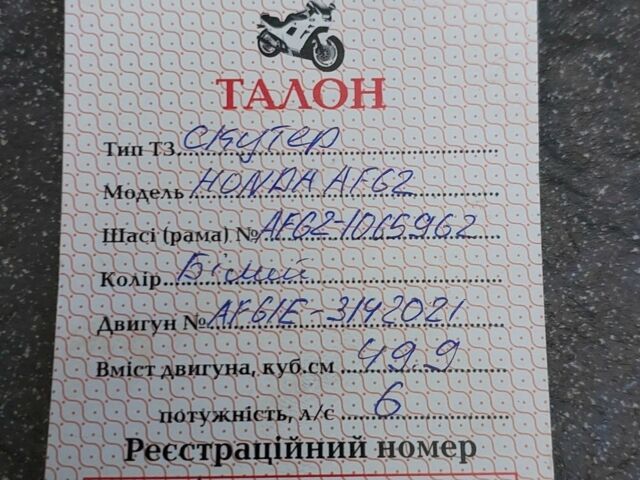 ТАЛОН
Тип ТЗ скутер
Модель HONDA AF62
Шасі (рама) № AF62-1065962
Колір Білий
Двигун № AF61E-3142021
Вміст двигуна, куб.см 49.9
потужність, л/є 6
Реєстраційний номер